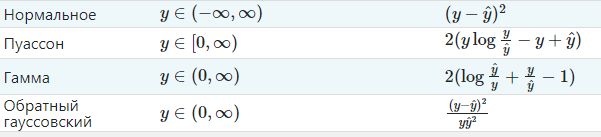 Нормальное y ∈ (−∞, ∞) (y − ŷ)²
Пуассон y ∈ [0, ∞) 2(y log y/ŷ − y + ŷ)
Гамма y ∈ (0, ∞) 2(log ŷ/y + y/ŷ − 1)
Обратный
гауссовский y ∈ (0, ∞) (y−ŷ)²/yŷ²